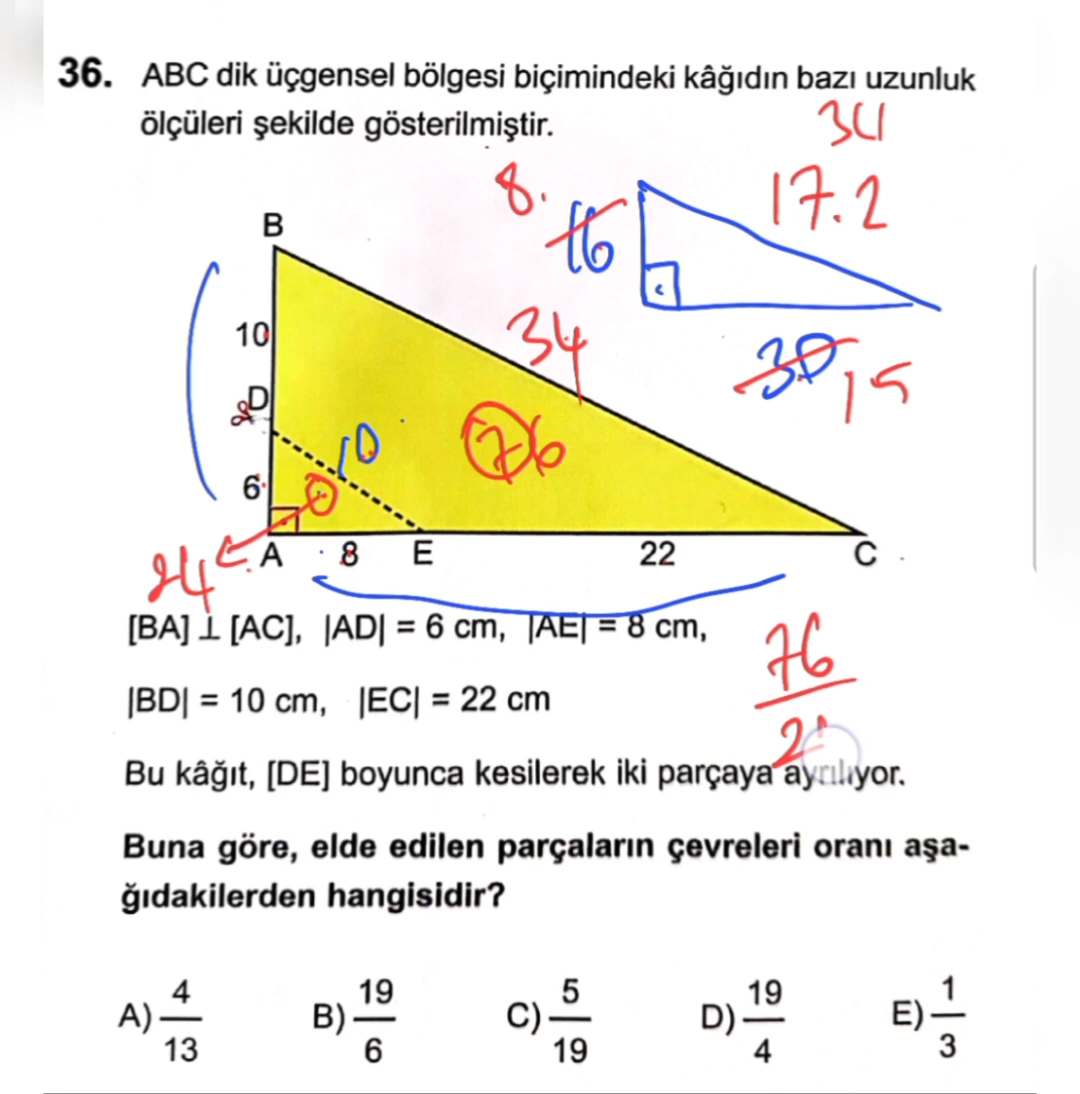 36. ABC dik üçgensel bölgesi biçimindeki kâğıdın bazı uzunluk
ölçüleri şekilde gösterilmiştir.
34
8.
16
17.2
B
10
34
30
15
D
10
76
6
A
8
E
22
C
24
[BA] ⊥ [AC], |AD| = 6 cm, |AE| = 8 cm,
76
|BD| = 10 cm, |EC| = 22 cm
2
Bu kâğıt, [DE] boyunca kesilerek iki parçaya ayrılıyor.
Buna göre, elde edilen parçaların çevreleri oranı aşa-
ğıdakilerden hangisidir?
A) 4/13 B) 19/6 C) 5/19 D) 19/4 E) 1/3